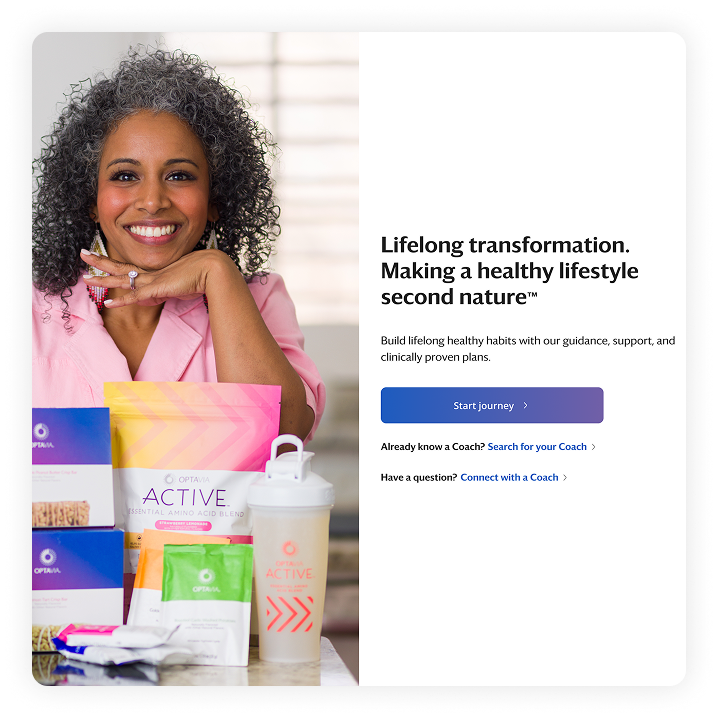 Lifelong transformation.
Making a healthy lifestyle
second nature™
Build lifelong healthy habits with our guidance, support, and
clinically proven plans.
Start journey
Already know a Coach? Search for your Coach
Have a question? Connect with a Coach
OPTAVIA
OPTAVIA
ACTIVE
ESSENTIAL AMINO ACID BLEND
STRAWBERRY LEMONADE
OPTAVIA
OPTAVIA
OPTAVIA
ACTIVE